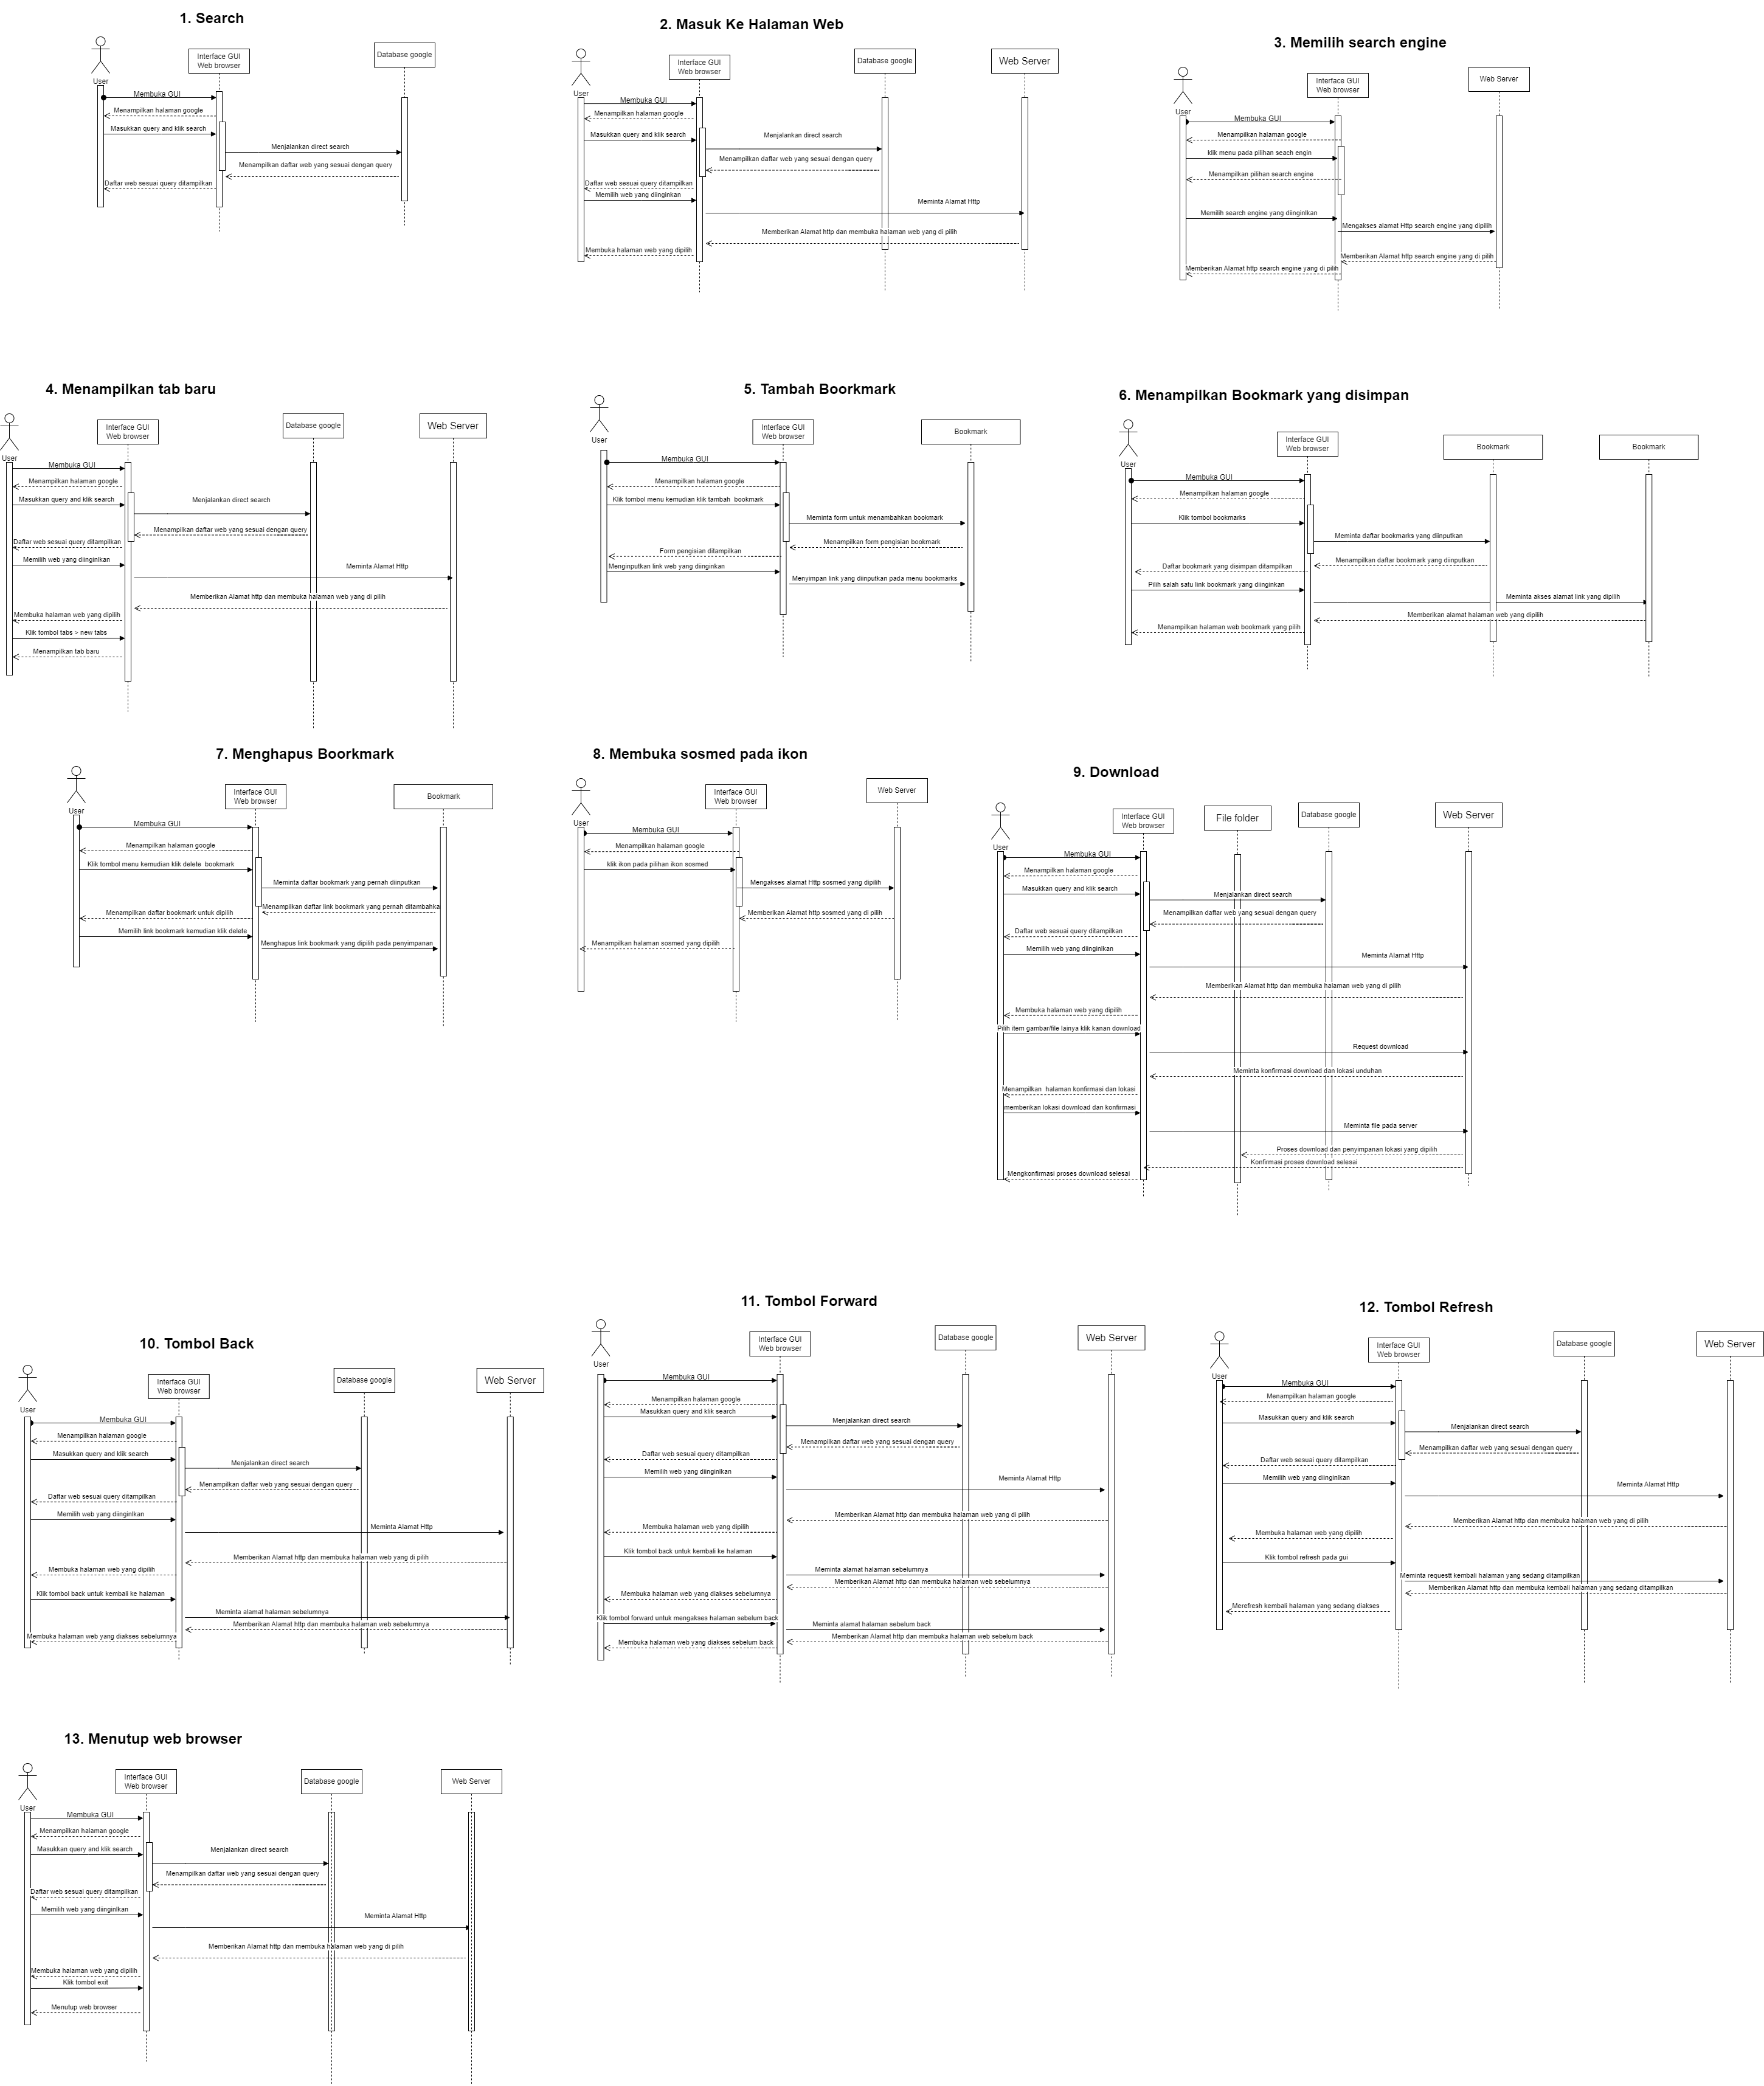 1. Search
User
Interface GUI
Web browser
Database google
Membuka GUI
Menampilkan halaman google
Masukkan query and klik search
Menjalankan direct search
Menampilkan daftar web yang sesuai dengan query
Daftar web sesuai query ditampilkan
2. Masuk Ke Halaman Web
User
Interface GUI
Web browser
Database google
Web Server
Membuka GUI
Menampilkan halaman google
Masukkan query and klik search
Menjalankan direct search
Menampilkan daftar web yang sesuai dengan query
Daftar web sesuai query ditampilkan
Memilih web yang diinginkan
Meminta Alamat Http
Memberikan Alamat http dan membuka halaman web yang di pilih
Membuka halaman web yang dipilih
3. Memilih search engine
User
Interface GUI
Web browser
Web Server
Membuka GUI
Menampilkan halaman google
klik menu pada pilihan seach engin
Menampilkan pilihan search engine
Memilih search engine yang diinginlkan
Mengakses alamat Http search engine yang dipilih
Memberikan Alamat http search engine yang di pilih
Memberikan Alamat http search engine yang di pilih
4. Menampilkan tab baru
User
Interface GUI
Web browser
Database google
Web Server
Membuka GUI
Menampilkan halaman google
Masukkan query and klik search
Menjalankan direct search
Menampilkan daftar web yang sesuai dengan query
Daftar web sesuai query ditampilkan
Memilih web yang diinginlkan
Meminta Alamat Http
Memberikan Alamat http dan membuka halaman web yang di pilih
Membuka halaman web yang dipilih
Klik tombol tabs > new tabs
Menampilkan tab baru
5. Tambah Boorkmark
User
Interface GUI
Web browser
Bookmark
Membuka GUI
Menampilkan halaman google
Klik tombol menu kemudian klik tambah bookmark
Meminta form untuk menambahkan bookmark
Menampilkan form pengisian bookmark
Form pengisian ditampilkan
Menginputkan link web yang diinginkan
Menyimpan link yang diinputkan pada menu bookmarks
6. Menampilkan Bookmark yang disimpan
User
Interface GUI
Web browser
Bookmark
Bookmark
Membuka GUI
Menampilkan halaman google
Klik tombol bookmarks
Meminta daftar bookmarks yang diinputkan
Menampilkan daftar bookmark yang diinputkan
Daftar bookmark yang disimpan ditampilkan
Pilih salah satu link bookmark yang diinginkan
Meminta akses alamat link yang dipilih
Memberikan alamat halaman web yang dipilih
Menampilkan halaman web bookmark yang pilih
7. Menghapus Boorkmark
User
Interface GUI
Web browser
Bookmark
Membuka GUI
Menampilkan halaman google
Klik tombol menu kemudian klik delete bookmark
Meminta daftar bookmark yang pernah diinputkan
Menampilkan daftar link bookmark yang pernah ditambahka
Menampilkan daftar bookmark untuk dipilih
Memilih link bookmark kemudian klik delete
Menghapus link bookmark yang dipilih pada penyimpanan
8. Membuka sosmed pada ikon
User
Interface GUI
Web browser
Web Server
Membuka GUI
Menampilkan halaman google
klik ikon pada pilihan ikon sosmed
Mengakses alamat Http sosmed yang dipilih
Memberikan Alamat http sosmed yang di pilih
Menampilkan halaman sosmed yang dipilih
9. Download
User
Interface GUI
Web browser
File folder
Database google
Web Server
Membuka GUI
Menampilkan halaman google
Masukkan query and klik search
Menjalankan direct search
Menampilkan daftar web yang sesuai dengan query
Daftar web sesuai query ditampilkan
Memilih web yang diinginlkan
Meminta Alamat Http
Memberikan Alamat http dan membuka halaman web yang di pilih
Membuka halaman web yang dipilih
Pilih item gambar/file lainya klik kanan download
Request download
Meminta konfirmasi download dan lokasi unduhan
Menampilkan halaman konfirmasi dan lokasi
memberikan lokasi download dan konfirmasi
Meminta file pada server
Proses download dan penyimpanan lokasi yang dipilih
Konfirmasi proses download selesai
Mengkonfirmasi proses download selesai
10. Tombol Back
User
Interface GUI
Web browser
Database google
Web Server
Membuka GUI
Menampilkan halaman google
Masukkan query and klik search
Menjalankan direct search
Menampilkan daftar web yang sesuai dengan query
Daftar web sesuai query ditampilkan
Memilih web yang diinginlkan
Meminta Alamat Http
Memberikan Alamat http dan membuka halaman web yang di pilih
Membuka halaman web yang dipilih
Klik tombol back untuk kembali ke halaman
Meminta alamat halaman sebelumnya
Memberikan Alamat http dan membuka halaman web sebelumnya
Membuka halaman web yang diakses sebelumnya
11. Tombol Forward
User
Interface GUI
Web browser
Database google
Web Server
Membuka GUI
Menampilkan halaman google
Masukkan query and klik search
Menjalankan direct search
Menampilkan daftar web yang sesuai dengan query
Daftar web sesuai query ditampilkan
Memilih web yang diinginlkan
Meminta Alamat Http
Memberikan Alamat http dan membuka halaman web yang di pilih
Membuka halaman web yang dipilih
Klik tombol back untuk kembali ke halaman
Meminta alamat halaman sebelumnya
Memberikan Alamat http dan membuka halaman web sebelumnya
Membuka halaman web yang diakses sebelumnya
Klik tombol forward untuk mengakses halaman sebelum back
Meminta alamat halaman sebelum back
Memberikan Alamat http dan membuka halaman web sebelum back
Membuka halaman web yang diakses sebelum back
12. Tombol Refresh
User
Interface GUI
Web browser
Database google
Web Server
Membuka GUI
Menampilkan halaman google
Masukkan query and klik search
Menjalankan direct search
Menampilkan daftar web yang sesuai dengan query
Daftar web sesuai query ditampilkan
Memilih web yang diinginlkan
Meminta Alamat Http
Memberikan Alamat http dan membuka halaman web yang di pilih
Membuka halaman web yang dipilih
Klik tombol refresh pada gui
Meminta requestt kembali halaman yang sedang ditampilkan
Memberikan Alamat http dan membuka kembali halaman yang sedang ditampilkan
Merefresh kembali halaman yang sedang diakses
13. Menutup web browser
User
Interface GUI
Web browser
Database google
Web Server
Membuka GUI
Menampilkan halaman google
Masukkan query and klik search
Menjalankan direct search
Menampilkan daftar web yang sesuai dengan query
Daftar web sesuai query ditampilkan
Memilih web yang diinginlkan
Meminta Alamat Http
Memberikan Alamat http dan membuka halaman web yang di pilih
Membuka halaman web yang dipilih
Klik tombol exit
Menutup web browser